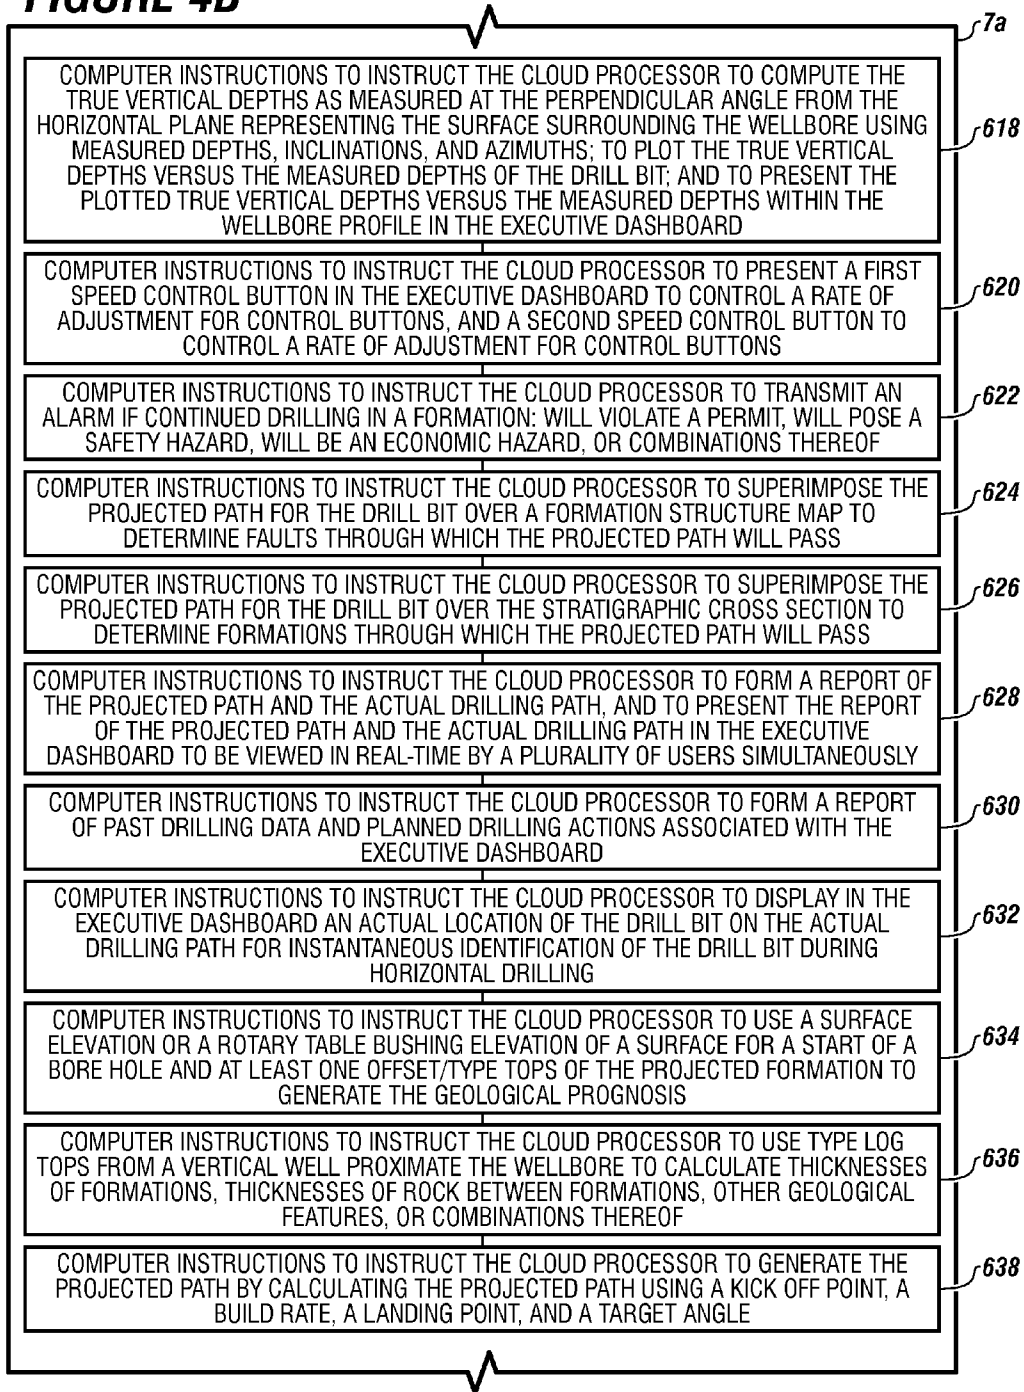 FIGURE 4B
7a
COMPUTER INSTRUCTIONS TO INSTRUCT THE CLOUD PROCESSOR TO COMPUTE THE
TRUE VERTICAL DEPTHS AS MEASURED AT THE PERPENDICULAR ANGLE FROM THE
HORIZONTAL PLANE REPRESENTING THE SURFACE SURROUNDING THE WELLBORE USING
MEASURED DEPTHS, INCLINATIONS, AND AZIMUTHS; TO PLOT THE TRUE VERTICAL
DEPTHS VERSUS THE MEASURED DEPTHS OF THE DRILL BIT; AND TO PRESENT THE
PLOTTED TRUE VERTICAL DEPTHS VERSUS THE MEASURED DEPTHS WITHIN THE
WELLBORE PROFILE IN THE EXECUTIVE DASHBOARD
618
COMPUTER INSTRUCTIONS TO INSTRUCT THE CLOUD PROCESSOR TO PRESENT A FIRST
SPEED CONTROL BUTTON IN THE EXECUTIVE DASHBOARD TO CONTROL A RATE OF
ADJUSTMENT FOR CONTROL BUTTONS, AND A SECOND SPEED CONTROL BUTTON TO
CONTROL A RATE OF ADJUSTMENT FOR CONTROL BUTTONS
620
COMPUTER INSTRUCTIONS TO INSTRUCT THE CLOUD PROCESSOR TO TRANSMIT AN
ALARM IF CONTINUED DRILLING IN A FORMATION: WILL VIOLATE A PERMIT, WILL POSE A
SAFETY HAZARD, WILL BE AN ECONOMIC HAZARD, OR COMBINATIONS THEREOF
622
COMPUTER INSTRUCTIONS TO INSTRUCT THE CLOUD PROCESSOR TO SUPERIMPOSE THE
PROJECTED PATH FOR THE DRILL BIT OVER A FORMATION STRUCTURE MAP TO
DETERMINE FAULTS THROUGH WHICH THE PROJECTED PATH WILL PASS
624
COMPUTER INSTRUCTIONS TO INSTRUCT THE CLOUD PROCESSOR TO SUPERIMPOSE THE
PROJECTED PATH FOR THE DRILL BIT OVER THE STRATIGRAPHIC CROSS SECTION TO
DETERMINE FORMATIONS THROUGH WHICH THE PROJECTED PATH WILL PASS
626
COMPUTER INSTRUCTIONS TO INSTRUCT THE CLOUD PROCESSOR TO FORM A REPORT OF
THE PROJECTED PATH AND THE ACTUAL DRILLING PATH, AND TO PRESENT THE REPORT
OF THE PROJECTED PATH AND THE ACTUAL DRILLING PATH IN THE EXECUTIVE
DASHBOARD TO BE VIEWED IN REAL-TIME BY A PLURALITY OF USERS SIMULTANEOUSLY
628
COMPUTER INSTRUCTIONS TO INSTRUCT THE CLOUD PROCESSOR TO FORM A REPORT
OF PAST DRILLING DATA AND PLANNED DRILLING ACTIONS ASSOCIATED WITH THE
EXECUTIVE DASHBOARD
630
COMPUTER INSTRUCTIONS TO INSTRUCT THE CLOUD PROCESSOR TO DISPLAY IN THE
EXECUTIVE DASHBOARD AN ACTUAL LOCATION OF THE DRILL BIT ON THE ACTUAL
DRILLING PATH FOR INSTANTANEOUS IDENTIFICATION OF THE DRILL BIT DURING
HORIZONTAL DRILLING
632
COMPUTER INSTRUCTIONS TO INSTRUCT THE CLOUD PROCESSOR TO USE A SURFACE
ELEVATION OR A ROTARY TABLE BUSHING ELEVATION OF A SURFACE FOR A START OF A
BORE HOLE AND AT LEAST ONE OFFSET/TYPE TOPS OF THE PROJECTED FORMATION TO
GENERATE THE GEOLOGICAL PROGNOSIS
634
COMPUTER INSTRUCTIONS TO INSTRUCT THE CLOUD PROCESSOR TO USE TYPE LOG
TOPS FROM A VERTICAL WELL PROXIMATE THE WELLBORE TO CALCULATE THICKNESSES
OF FORMATIONS, THICKNESSES OF ROCK BETWEEN FORMATIONS, OTHER GEOLOGICAL
FEATURES, OR COMBINATIONS THEREOF
636
COMPUTER INSTRUCTIONS TO INSTRUCT THE CLOUD PROCESSOR TO GENERATE THE
PROJECTED PATH BY CALCULATING THE PROJECTED PATH USING A KICK OFF POINT, A
BUILD RATE, A LANDING POINT, AND A TARGET ANGLE
638